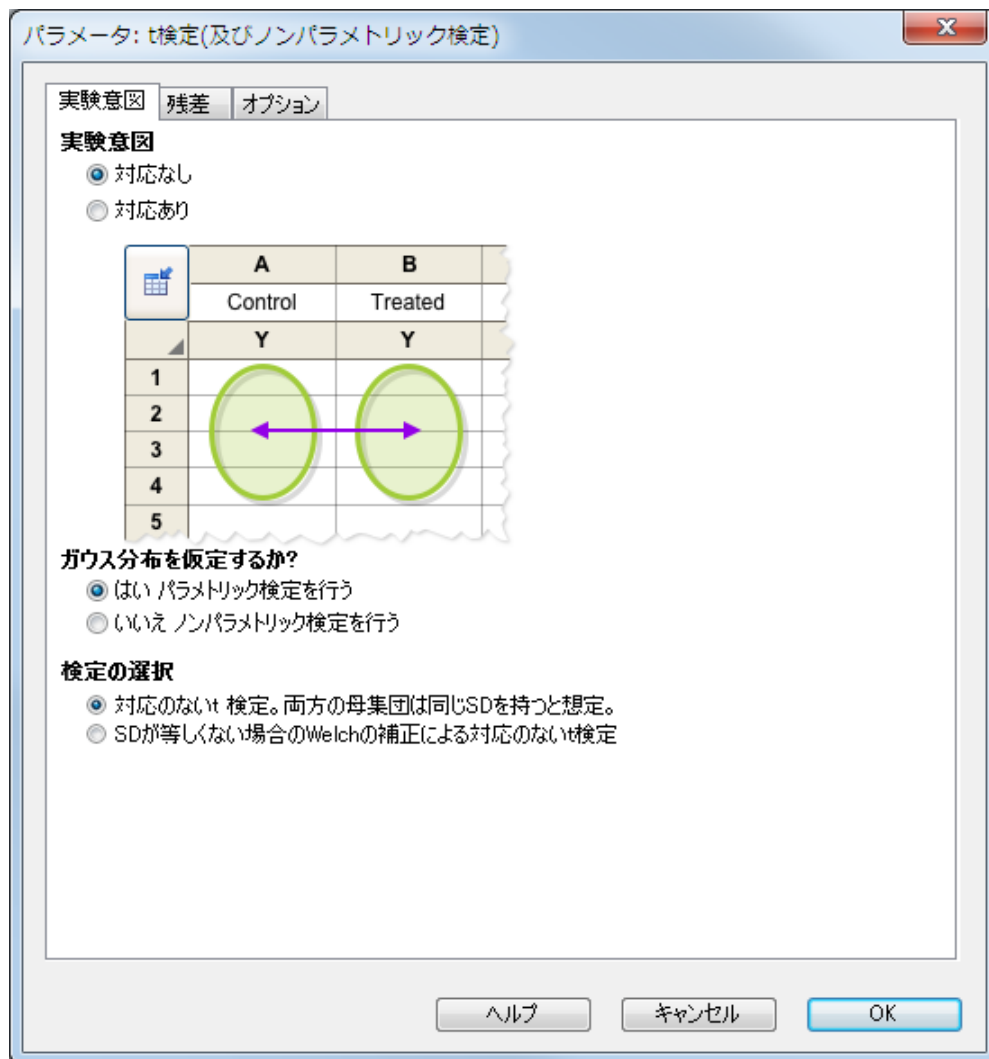 パラメータ: t検定(及びノンパラメトリック検定)
実験意図 残差 オプション
実験意図
対応なし
対応あり
A B
Control Treated
Y Y
1
2
3
4
5
ガウス分布を仮定するか?
はい パラメトリック検定を行う
いいえ ノンパラメトリック検定を行う
検定の選択
対応のないt 検定。両方の母集団は同じSDを持つと想定。
SDが等しくない場合のWelchの補正による対応のないt検定
ヘルプ キャンセル OK